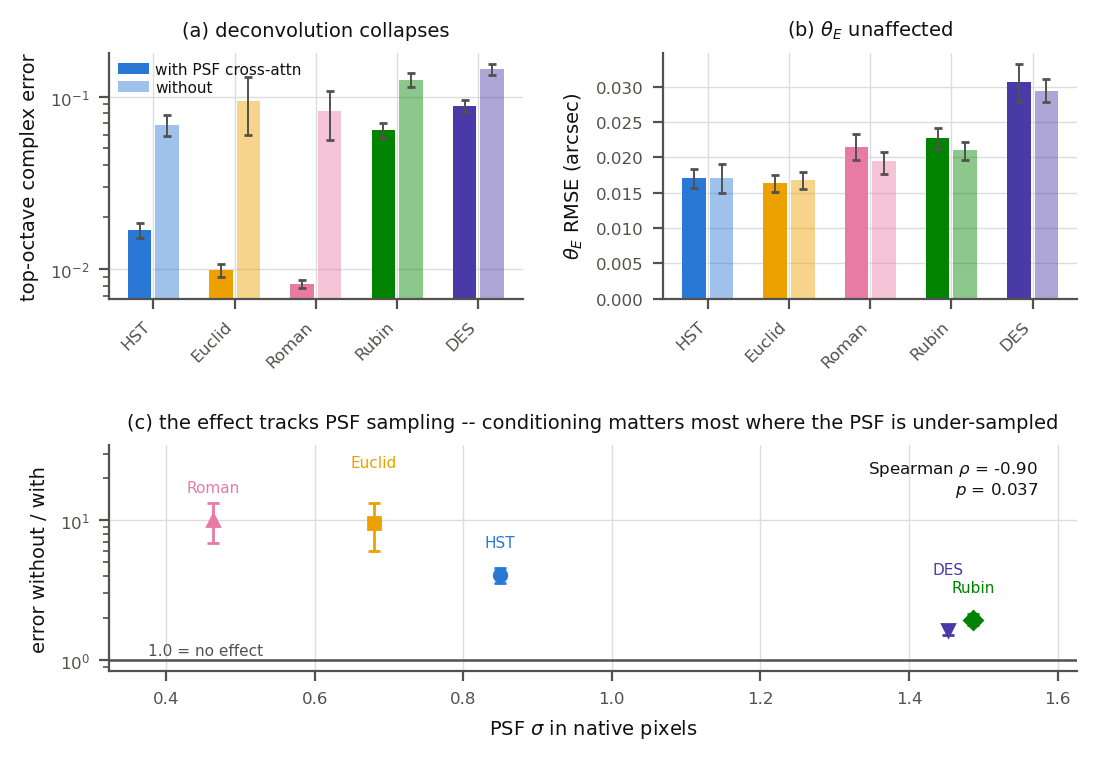 (a) deconvolution collapses
top-octave complex error
with PSF cross-attn
without
10⁻¹
10⁻²
HST
Euclid
Roman
Rubin
DES
(b) θ_E unaffected
θ_E RMSE (arcsec)
0.030
0.025
0.020
0.015
0.010
0.005
0.000
HST
Euclid
Roman
Rubin
DES
(c) the effect tracks PSF sampling -- conditioning matters most where the PSF is under-sampled
error without / with
10¹
10⁰
Roman
Euclid
HST
DES
Rubin
Spearman ρ = -0.90
p = 0.037
1.0 = no effect
0.4
0.6
0.8
1.0
1.2
1.4
1.6
PSF σ in native pixels